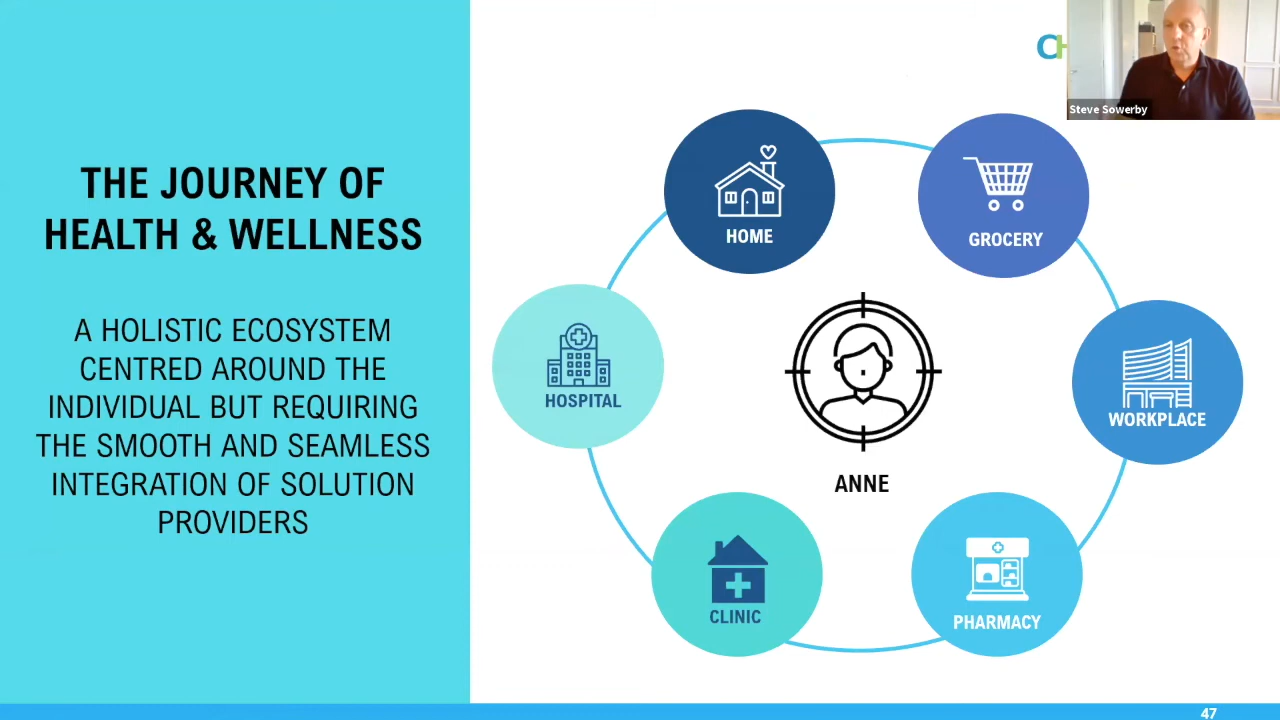 THE JOURNEY OF
HEALTH & WELLNESS
A HOLISTIC ECOSYSTEM
CENTRED AROUND THE
INDIVIDUAL BUT REQUIRING
THE SMOOTH AND SEAMLESS
INTEGRATION OF SOLUTION
PROVIDERS
CH
Steve Sowerby
HOME
GROCERY
HOSPITAL
WORKPLACE
ANNE
CLINIC
PHARMACY
47